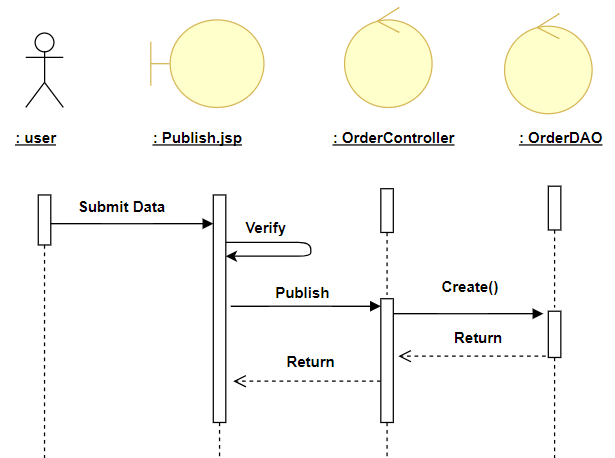 : user
: Publish.jsp
: OrderController
: OrderDAO
Submit Data
Verify
Publish
Create()
Return
Return